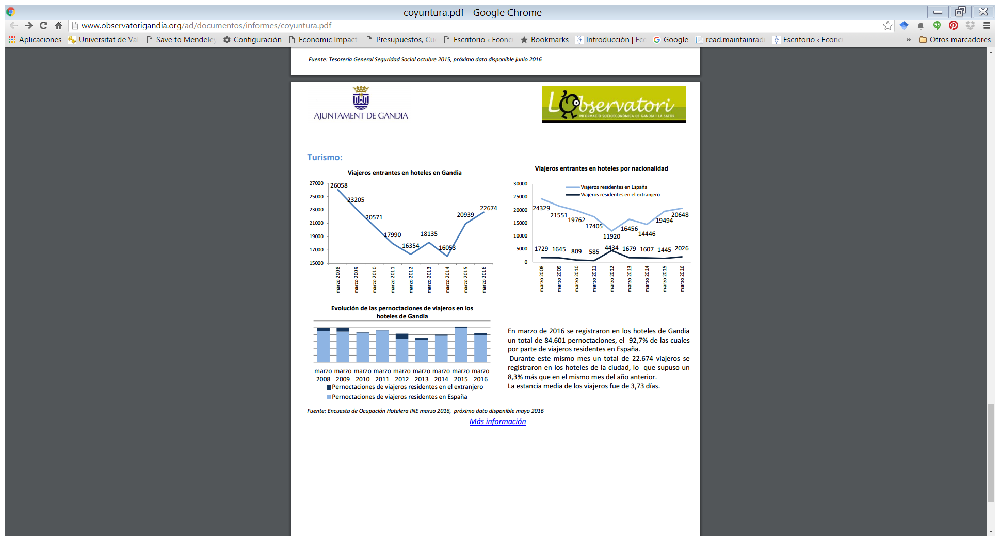 coyuntura.pdf - Google Chrome
www.observatorigandia.org/ad/documentos/informes/coyuntura.pdf
Aplicaciones Universitat de Val Save to Mendeley Configuración Economic Impact Presupuestos, Cu Escritorio ‹ Econo Bookmarks Introducción | Eco Google read.maintainradi Escritorio ‹ Econo » Otros marcadores
Fuente: Tesorería General Seguridad Social octubre 2015, próximo dato disponible junio 2016
AJUNTAMENT DE GANDIA
L'Observatori
INFORMACIÓ SOCIOECONÒMICA DE GANDIA I LA SAFOR
Turismo:
Viajeros entrantes en hoteles en Gandia
27000
25000
23000
21000
19000
17000
15000
26058
23205
20571
17990
16354
18135
16053
20939
22674
marzo 2008
marzo 2009
marzo 2010
marzo 2011
marzo 2012
marzo 2013
marzo 2014
marzo 2015
marzo 2016
Viajeros entrantes en hoteles por nacionalidad
30000
25000
20000
15000
10000
5000
0
Viajeros residentes en España
Viajeros residentes en el extranjero
24329
21551
19762
17405
11920
16456
14446
19494
20648
1729 1645 809 585 4434 1679 1607 1445 2026
marzo 2008
marzo 2009
marzo 2010
marzo 2011
marzo 2012
marzo 2013
marzo 2014
marzo 2015
marzo 2016
Evolución de las pernoctaciones de viajeros en los
hoteles de Gandia
marzo marzo marzo marzo marzo marzo marzo marzo marzo
2008 2009 2010 2011 2012 2013 2014 2015 2016
Pernoctaciones de viajeros residentes en el extranjero
Pernoctaciones de viajeros residentes en España
En marzo de 2016 se registraron en los hoteles de Gandia
un total de 84.601 pernoctaciones, el 92,7% de las cuales
por parte de viajeros residentes en España.
Durante este mismo mes un total de 22.674 viajeros se
registraron en los hoteles de la ciudad, lo que supuso un
8,3% más que en el mismo mes del año anterior.
La estancia media de los viajeros fue de 3,73 días.
Fuente: Encuesta de Ocupación Hotelera INE marzo 2016, próximo dato disponible mayo 2016
Más información